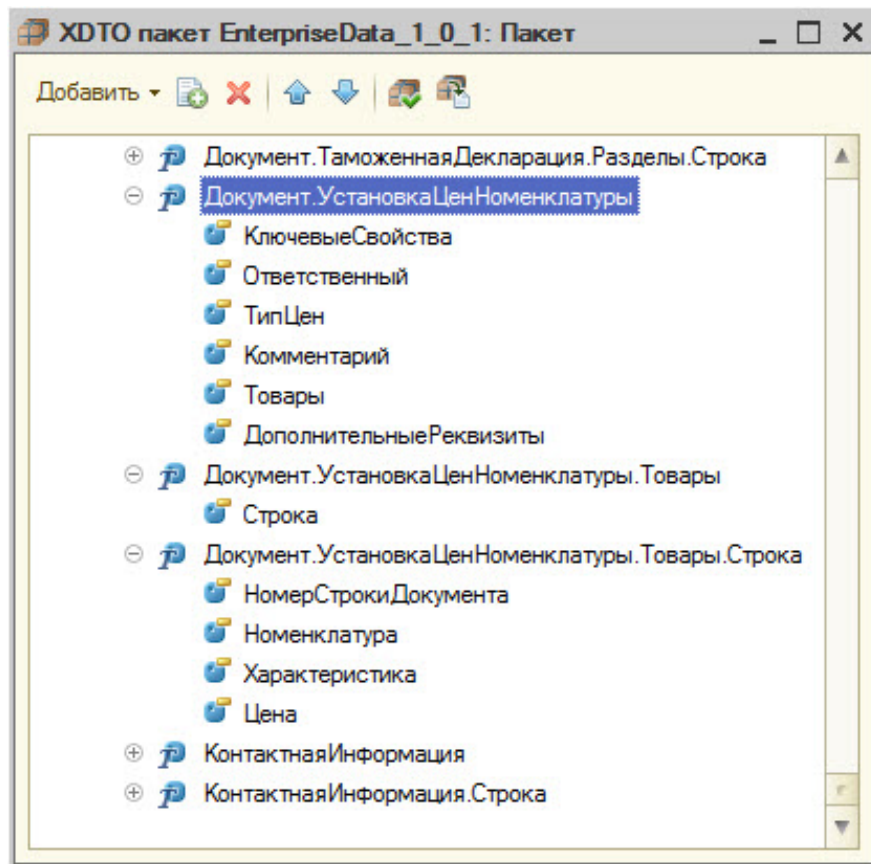 XDTO пакет EnterpriseData_1_0_1: Пакет
Добавить
Документ.ТаможеннаяДекларация.Разделы.Строка
Документ.УстановкаЦенНоменклатуры
КлючевыеСвойства
Ответственный
ТипЦен
Комментарий
Товары
ДополнительныеРеквизиты
Документ.УстановкаЦенНоменклатуры.Товары
Строка
Документ.УстановкаЦенНоменклатуры.Товары.Строка
НомерСтрокиДокумента
Номенклатура
Характеристика
Цена
КонтактнаяИнформация
КонтактнаяИнформация.Строка